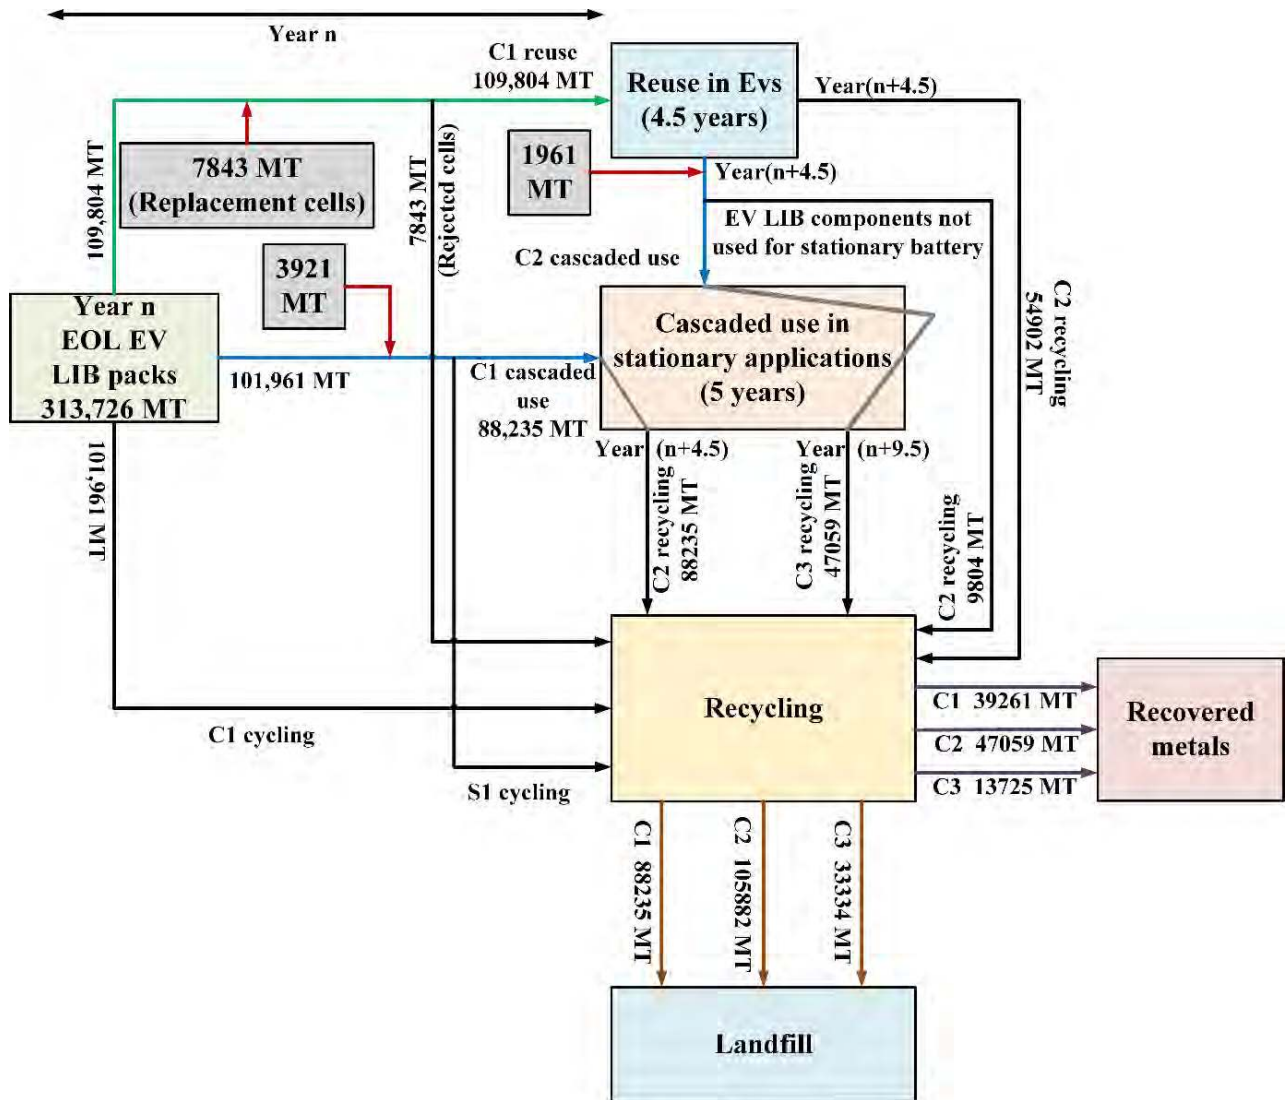 Year n
C1 reuse
109,804 MT
Reuse in Evs
(4.5 years)
Year(n+4.5)
109,804 MT
7843 MT
(Replacement cells)
7843 MT
(Rejected cells)
1961
MT
Year(n+4.5)
EV LIB components not
used for stationary battery
3921
MT
C2 cascaded use
C2 recycling
54902 MT
Year n
EOL EV
LIB packs
313,726 MT
101,961 MT
C1 cascaded
use
88,235 MT
Cascaded use in
stationary applications
(5 years)
Year (n+4.5)
Year (n+9.5)
101,961 MT
C2 recycling
88235 MT
C3 recycling
47059 MT
C2 recycling
9804 MT
C1 cycling
S1 cycling
Recycling
C1 39261 MT
C2 47059 MT
C3 13725 MT
Recovered
metals
C1 88235 MT
C2 105882 MT
C3 33334 MT
Landfill